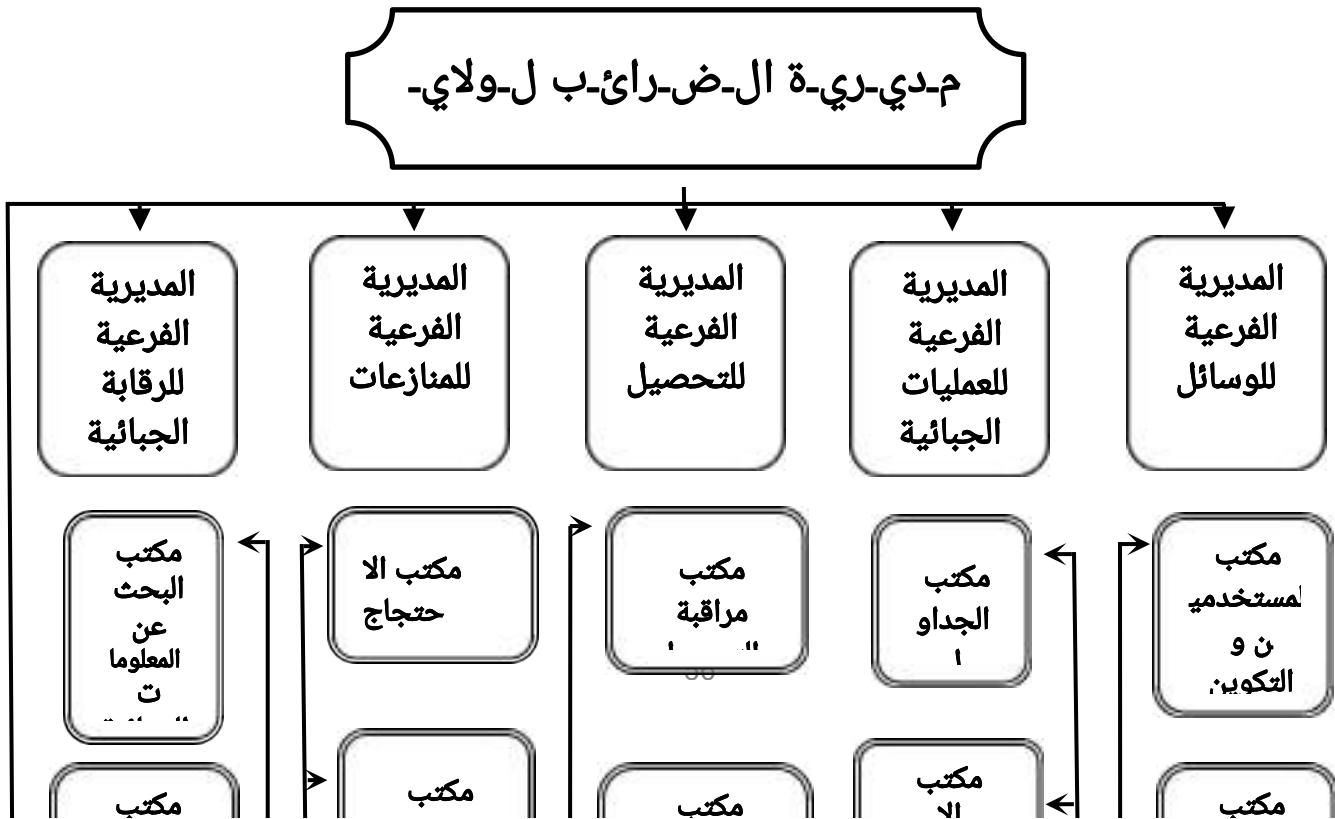 مـديـريـة الـضـرائـب لـولايـ
المديرية
الفرعية
للوسائل
المديرية
الفرعية
للعمليات
الجبائية
المديرية
الفرعية
للتحصيل
المديرية
الفرعية
للمنازعات
المديرية
الفرعية
للرقابة
الجبائية
مكتب
لمستخدمي
ن و
التكوين
مكتب
الجداو
مكتب
مراقبة
مكتب الا
حتجاج
مكتب
البحث
عن
المعلوما
ت
مكتب
مكتب
الا
مكتب
مكتب
مكتب